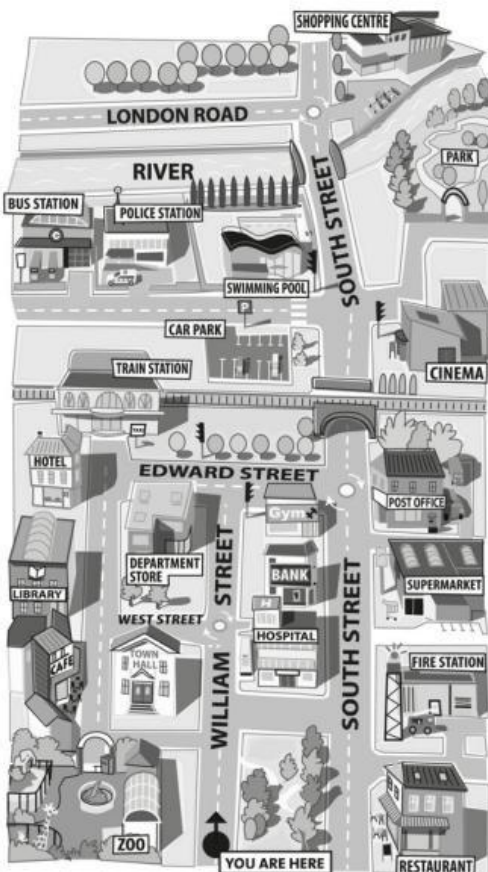 SHOPPING CENTRE
LONDON ROAD
RIVER
PARK
BUS STATION
POLICE STATION
SOUTH STREET
SWIMMING POOL
P
CAR PARK
CINEMA
TRAIN STATION
TAXI
HOTEL
EDWARD STREET
POST OFFICE
Gym
DEPARTMENT
STORE
BANK
SUPERMARKET
LIBRARY
WEST STREET
WILLIAM STREET
H
HOSPITAL
SOUTH STREET
CAFE
TOWN
HALL
FIRE STATION
ZOO
YOU ARE HERE
RESTAURANT